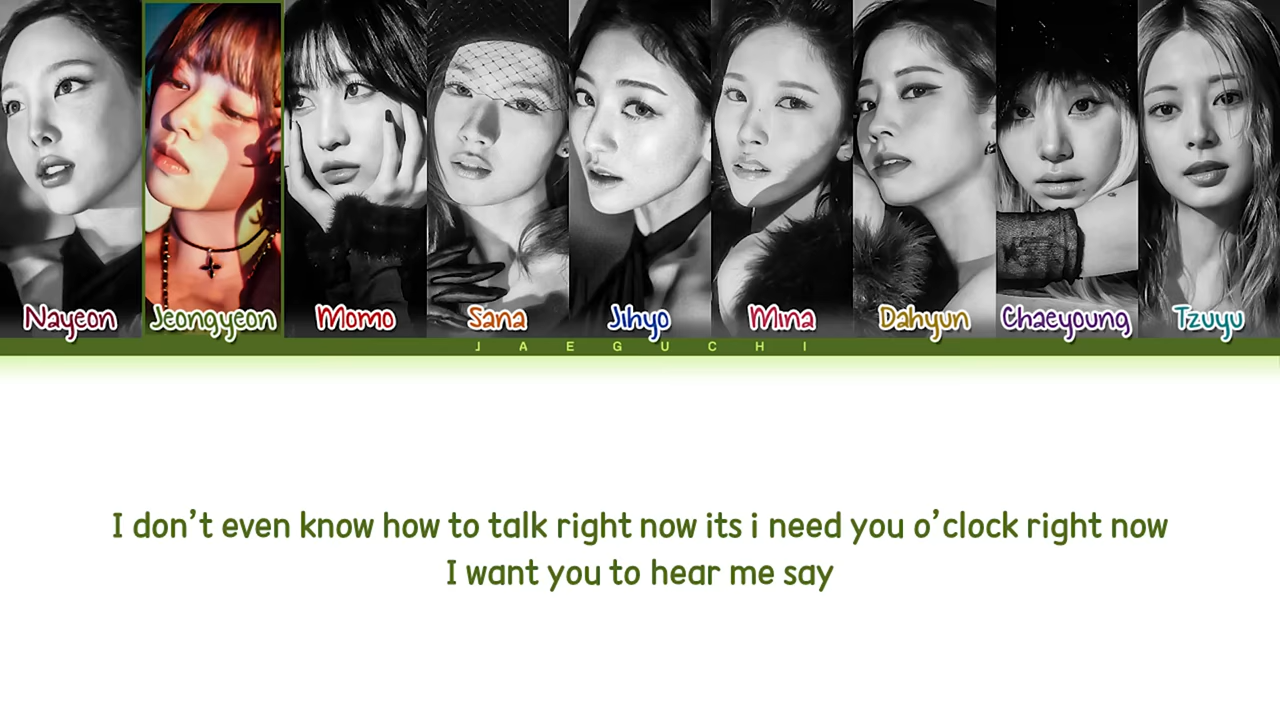 Nayeon Jeongyeon Momo Sana Jihyo Mina Dahyun Chaeyoung Tzuyu
JAEGUCHI
I don’t even know how to talk right now its i need you o’clock right now
I want you to hear me say